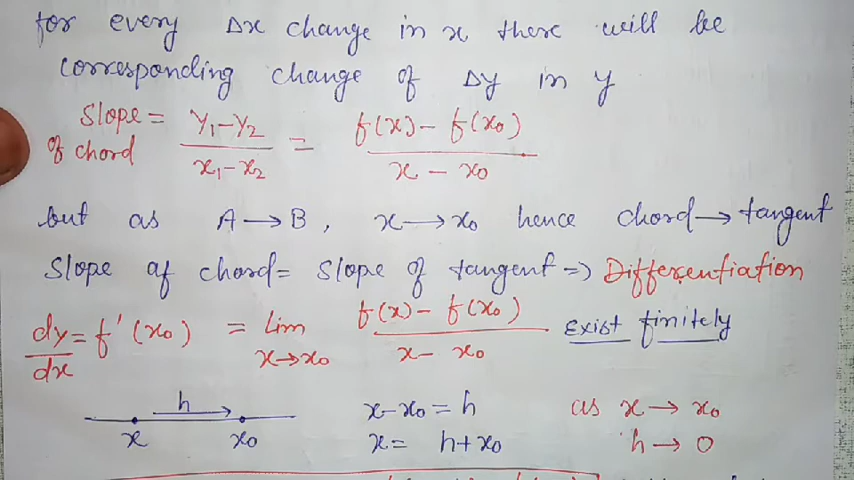 for every Δx change in x there will be
corresponding change of Δy in y
Slope of chord = (y₁-y₂)/(x₁-x₂) = (f(x) - f(x₀))/(x - x₀)
but as A → B, x → x₀ hence chord → tangent
Slope of chord = Slope of tangent => Differentiation
dy/dx = f'(x₀) = lim x→x₀ (f(x) - f(x₀))/(x - x₀) exist finitely
h
x x₀
x-x₀ = h as x → x₀
x = h+x₀ h → 0